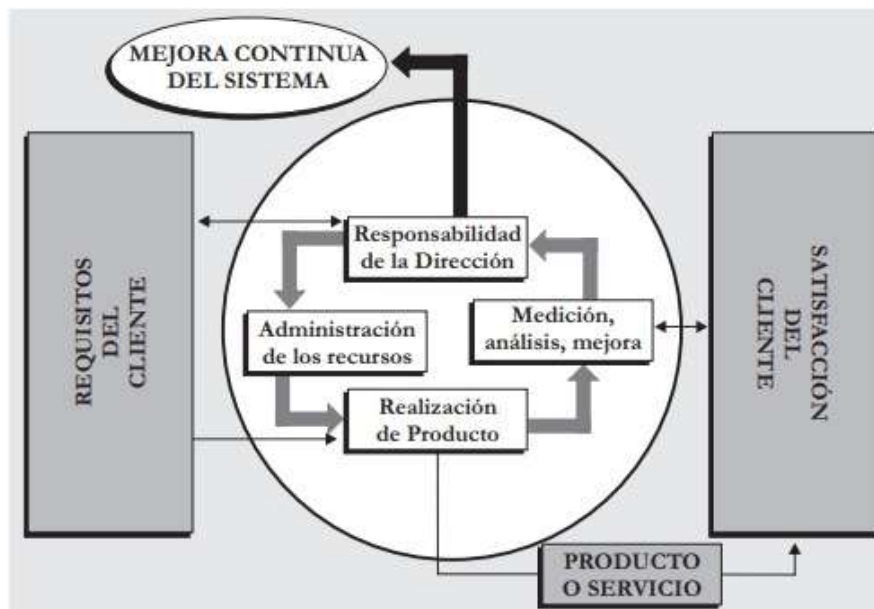 MEJORA CONTINUA
DEL SISTEMA
REQUISITOS
DEL
CLIENTE
Responsabilidad
de la Dirección
Administración
de los recursos
Medición,
análisis, mejora
Realización
de Producto
SATISFACCIÓN
DEL
CLIENTE
PRODUCTO
O SERVICIO